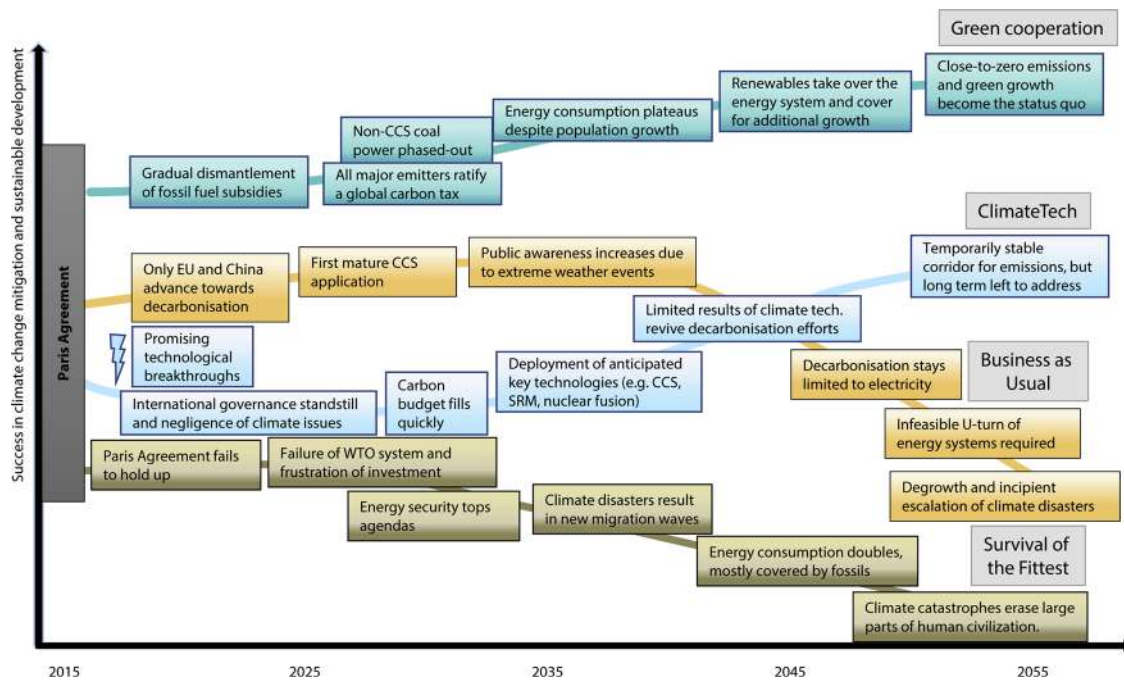 Success in climate change mitigation and sustainable development
Paris Agreement
Green cooperation
Gradual dismantlement
of fossil fuel subsidies
Non-CCS coal
power phased-out
All major emitters ratify
a global carbon tax
Energy consumption plateaus
despite population growth
Renewables take over the
energy system and cover
for additional growth
Close-to-zero emissions
and green growth
become the status quo
ClimateTech
Promising
technological
breakthroughs
International governance standstill
and negligence of climate issues
Carbon
budget fills
quickly
Deployment of anticipated
key technologies (e.g. CCS,
SRM, nuclear fusion)
Limited results of climate tech.
revive decarbonisation efforts
Temporarily stable
corridor for emissions, but
long term left to address
Business as
Usual
Only EU and China
advance towards
decarbonisation
First mature CCS
application
Public awareness increases due
to extreme weather events
Decarbonisation stays
limited to electricity
Infeasible U-turn of
energy systems required
Degrowth and incipient
escalation of climate disasters
Survival of
the Fittest
Paris Agreement fails
to hold up
Failure of WTO system and
frustration of investment
Energy security tops
agendas
Climate disasters result
in new migration waves
Energy consumption doubles,
mostly covered by fossils
Climate catastrophes erase large
parts of human civilization.
2015
2025
2035
2045
2055